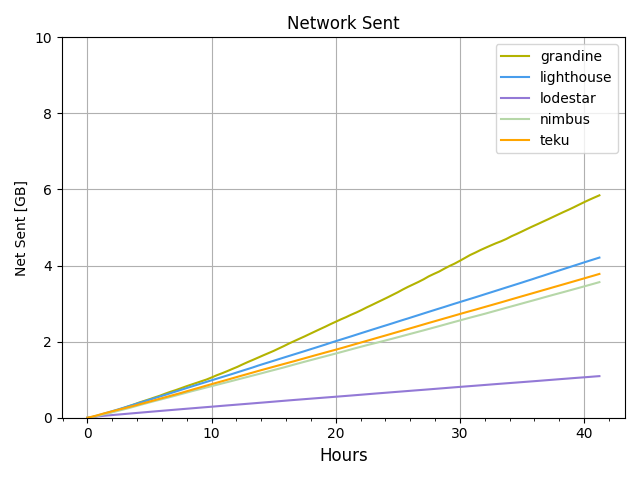 Network Sent
10
8
6
4
2
0
Net Sent [GB]
grandine
lighthouse
lodestar
nimbus
teku
0 10 20 30 40
Hours